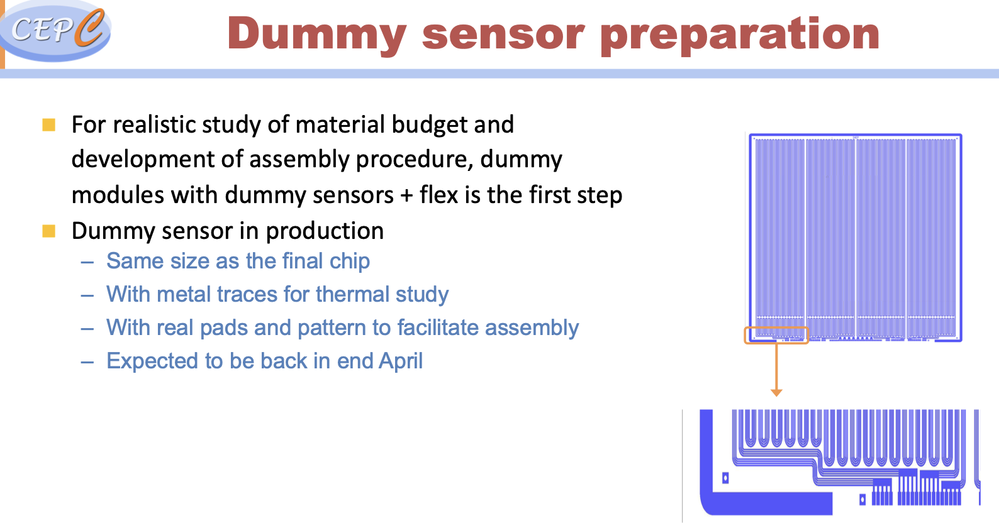 CEPC
Dummy sensor preparation
For realistic study of material budget and
development of assembly procedure, dummy
modules with dummy sensors + flex is the first step
Dummy sensor in production
– Same size as the final chip
– With metal traces for thermal study
– With real pads and pattern to facilitate assembly
– Expected to be back in end April